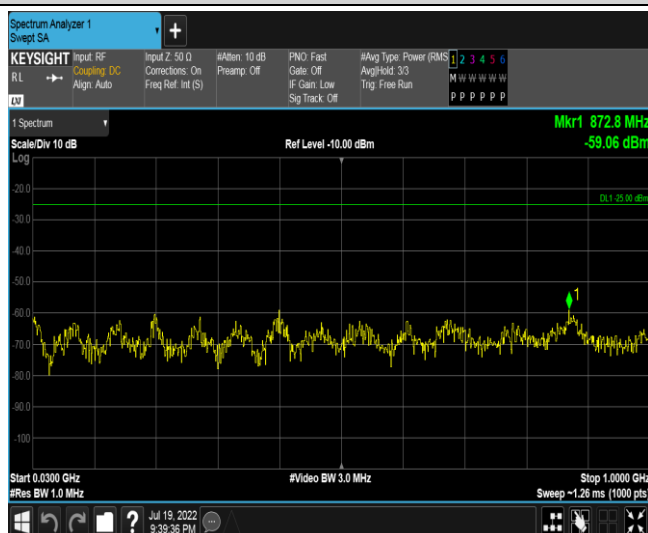 Spectrum Analyzer 1
Swept SA
KEYSIGHT
RL
LXI
Input: RF
Coupling: DC
Align: Auto
Input Z: 50 Ω
Corrections: On
Freq Ref: Int (S)
#Atten: 10 dB
Preamp: Off
PNO: Fast
Gate: Off
IF Gain: Low
Sig Track: Off
#Avg Type: Power (RMS
Avg|Hold: 3/3
Trig: Free Run
1 2 3 4 5 6
M W W W W W
P P P P P P
1 Spectrum
Scale/Div 10 dB
Log
Ref Level -10.00 dBm
Mkr1 872.8 MHz
-59.06 dBm
-20.0
DL1 -25.00 dBm
-30.0
-40.0
-50.0
1
-60.0
-70.0
-80.0
-90.0
-100
Start 0.0300 GHz
#Res BW 1.0 MHz
#Video BW 3.0 MHz
Stop 1.0000 GHz
Sweep ~1.26 ms (1000 pts)
?
Jul 19, 2022
9:39:36 PM